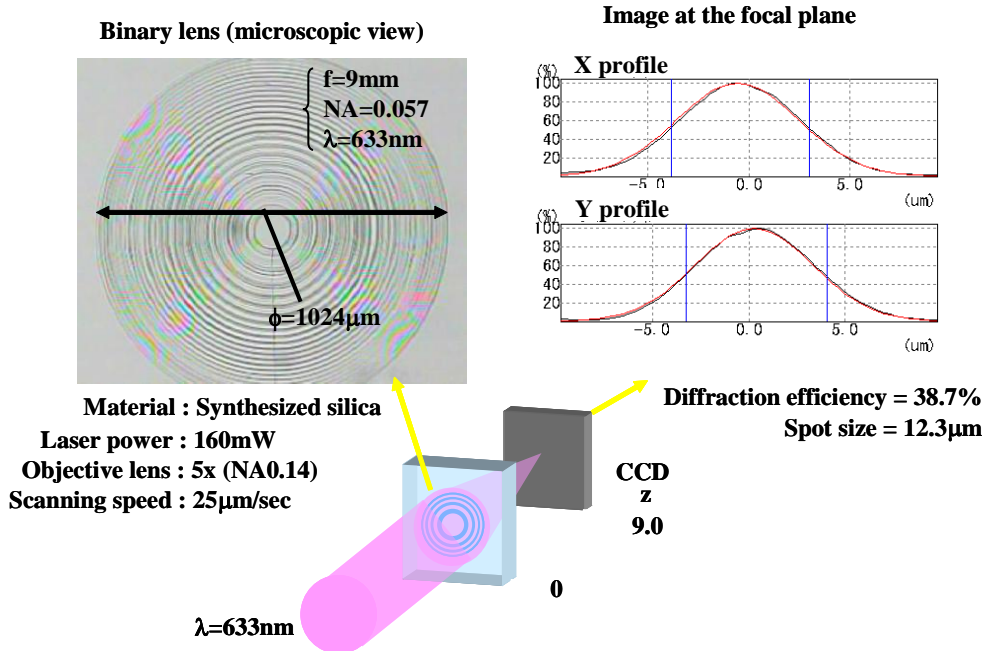 Binary lens (microscopic view)
f=9mm
NA=0.057
λ=633nm
ϕ=1024μm
Image at the focal plane
X profile
(%)
100
80
60
40
20
-5.0 0.0 5.0
(um)
Y profile
(%)
100
80
60
40
20
-5.0 0.0 5.0
(um)
Material : Synthesized silica
Laser power : 160mW
Objective lens : 5x (NA0.14)
Scanning speed : 25μm/sec
Diffraction efficiency = 38.7%
Spot size = 12.3μm
CCD
z
9.0
0
λ=633nm